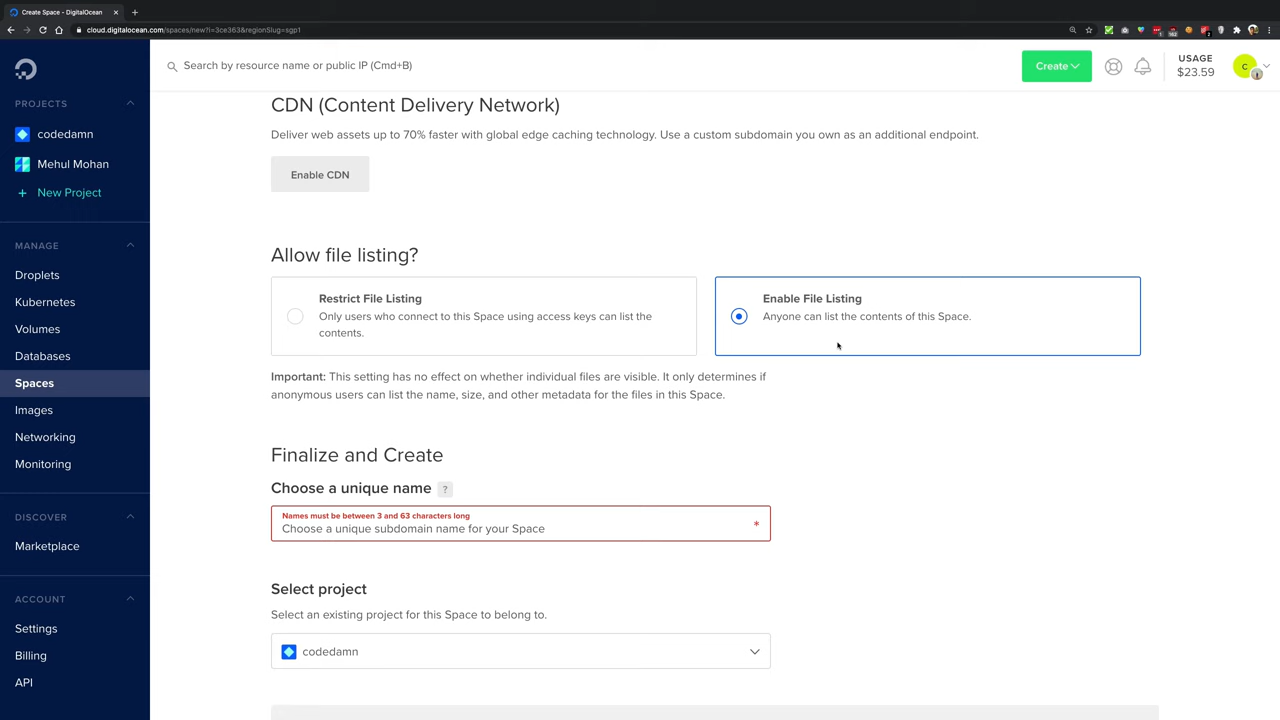 Create Space - DigitalOcean
cloud.digitalocean.com/spaces/new?i=3ce363&regionSlug=sgp1
Search by resource name or public IP (Cmd+B)
Create
USAGE
$23.59
C
PROJECTS
codedamn
Mehul Mohan
+ New Project
MANAGE
Droplets
Kubernetes
Volumes
Databases
Spaces
Images
Networking
Monitoring
DISCOVER
Marketplace
ACCOUNT
Settings
Billing
API
CDN (Content Delivery Network)
Deliver web assets up to 70% faster with global edge caching technology. Use a custom subdomain you own as an additional endpoint.
Enable CDN
Allow file listing?
Restrict File Listing
Only users who connect to this Space using access keys can list the
contents.
Enable File Listing
Anyone can list the contents of this Space.
Important: This setting has no effect on whether individual files are visible. It only determines if
anonymous users can list the name, size, and other metadata for the files in this Space.
Finalize and Create
Choose a unique name ?
Names must be between 3 and 63 characters long
Choose a unique subdomain name for your Space *
Select project
Select an existing project for this Space to belong to.
codedamn